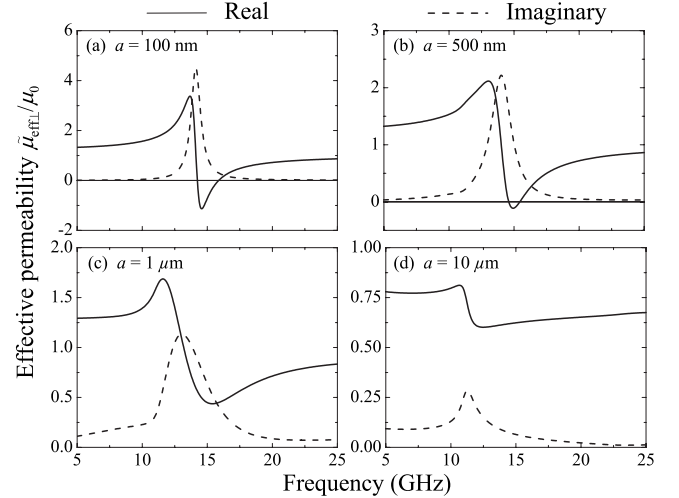 Real Imaginary
Effective permeability μ̃eff⊥/μ0
(a) a = 100 nm
6
4
2
0
-2
(b) a = 500 nm
3
2
1
0
(c) a = 1 μm
2.0
1.5
1.0
0.5
0.0
5 10 15 20 25
(d) a = 10 μm
1.00
0.75
0.50
0.25
0.00
5 10 15 20 25
Frequency (GHz)